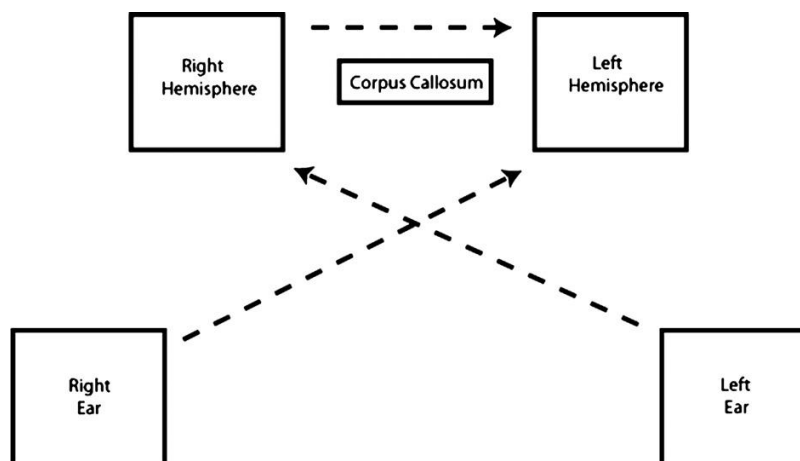 Right
Hemisphere
Corpus Callosum
Left
Hemisphere
Right
Ear
Left
Ear